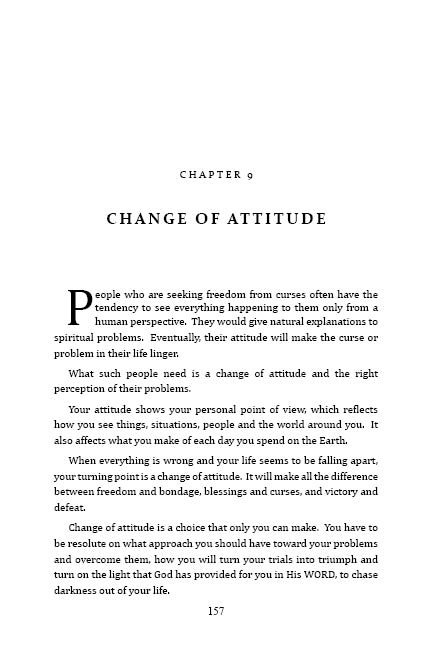 CHAPTER 9
CHANGE OF ATTITUDE
People who are seeking freedom from curses often have the
tendency to see everything happening to them only from a
human perspective. They would give natural explanations to
spiritual problems. Eventually, their attitude will make the curse or
problem in their life linger.
What such people need is a change of attitude and the right
perception of their problems.
Your attitude shows your personal point of view, which reflects
how you see things, situations, people and the world around you. It
also affects what you make of each day you spend on the Earth.
When everything is wrong and your life seems to be falling apart,
your turning point is a change of attitude. It will make all the difference
between freedom and bondage, blessings and curses, and victory and
defeat.
Change of attitude is a choice that only you can make. You have to
be resolute on what approach you should have toward your problems
and overcome them, how you will turn your trials into triumph and
turn on the light that God has provided for you in His WORD, to chase
darkness out of your life.
157